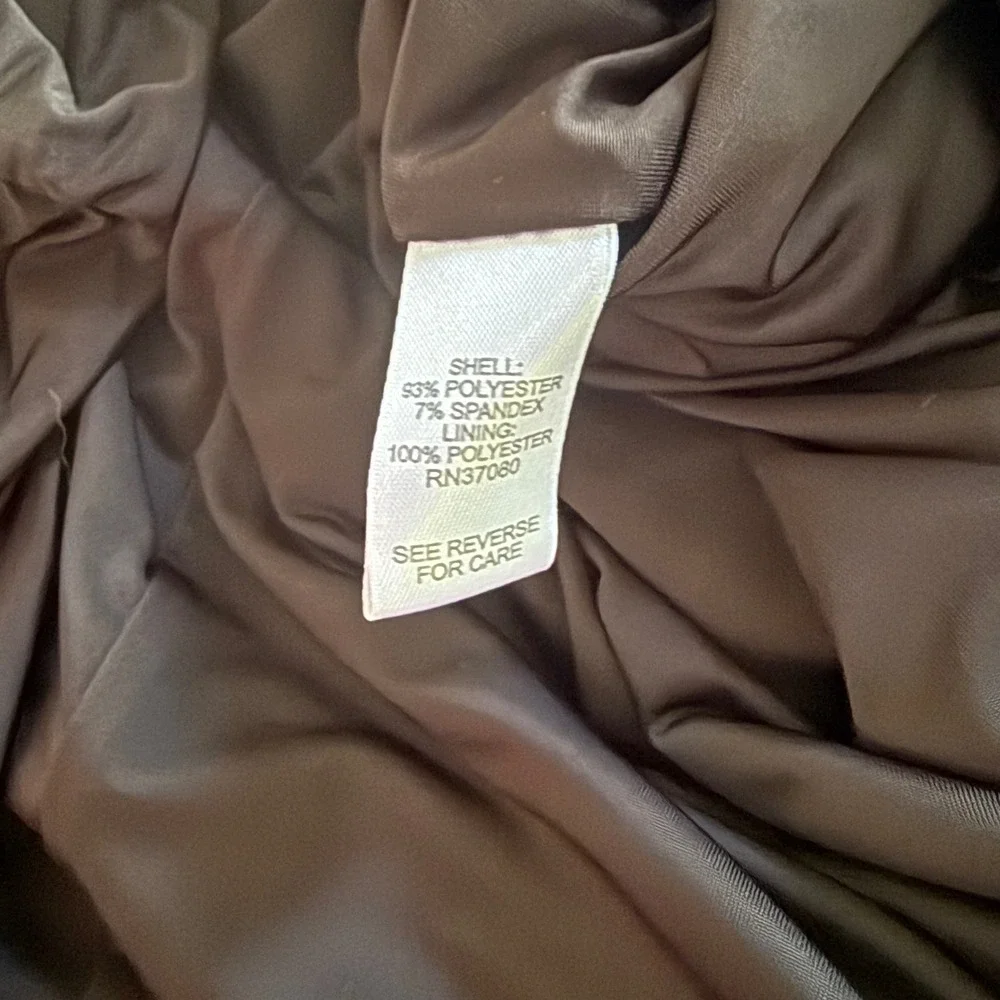 SHELL:
93% POLYESTER
7% SPANDEX
LINING:
100% POLYESTER
RN37080
SEE REVERSE
FOR CARE